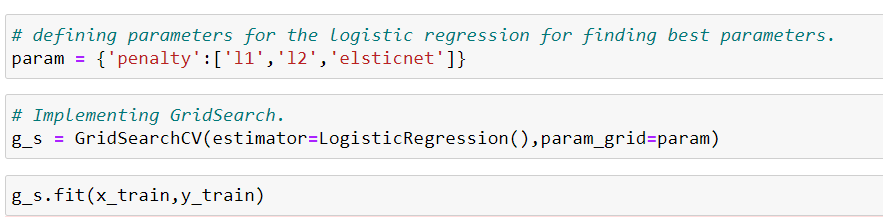 # defining parameters for the logistic regression for finding best parameters.
param = {'penalty':['l1','l2','elsticnet']}
# Implementing GridSearch.
g_s = GridSearchCV(estimator=LogisticRegression(),param_grid=param)
g_s.fit(x_train,y_train)